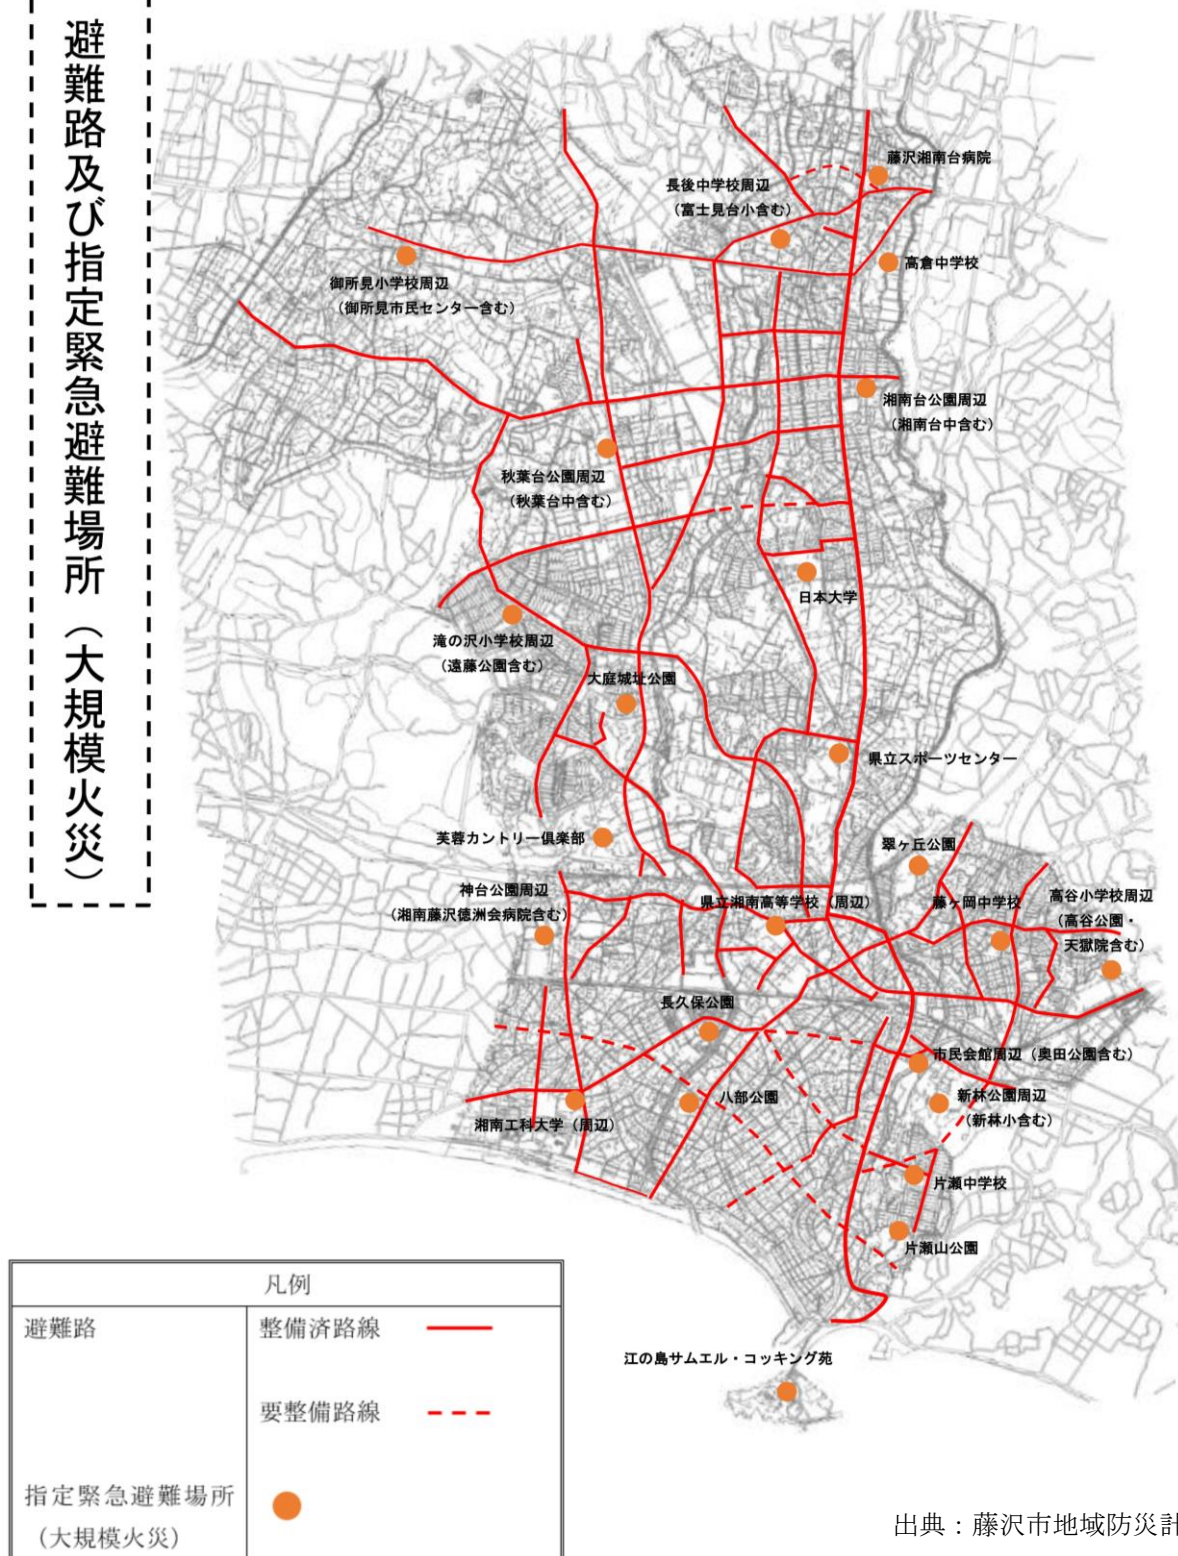 避難路及び指定緊急避難場所（大規模火災）
藤沢湘南台病院
長後中学校周辺
（富士見台小含む）
高倉中学校
御所見小学校周辺
（御所見市民センター含む）
湘南台公園周辺
（湘南台中含む）
秋葉台公園周辺
（秋葉台中含む）
日本大学
滝の沢小学校周辺
（遠藤公園含む）
大庭城址公園
県立スポーツセンター
芙蓉カントリー倶楽部
翠ヶ丘公園
神台公園周辺
（湘南藤沢徳洲会病院含む）
県立湘南高等学校（周辺）
藤ヶ岡中学校
高谷小学校周辺
（高谷公園・
天嶽院含む）
長久保公園
市民会館周辺（奥田公園含む）
八部公園
新林公園周辺
（新林小含む）
湘南工科大学（周辺）
片瀬中学校
片瀬山公園
江の島サムエル・コッキング苑
凡例
避難路
整備済路線
要整備路線
指定緊急避難場所
（大規模火災）
出典：藤沢市地域防災計